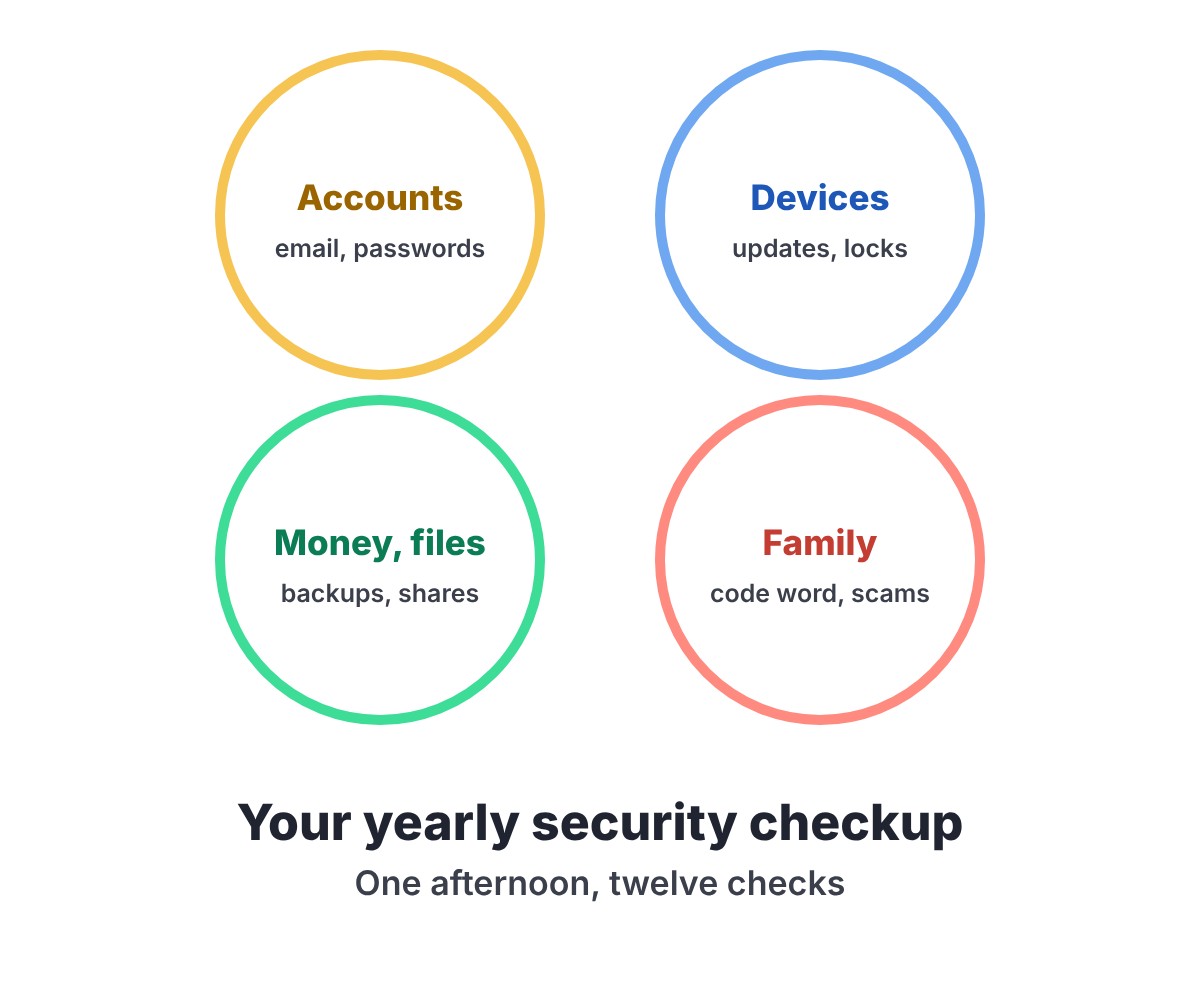 Accounts
email, passwords
Devices
updates, locks
Money, files
backups, shares
Family
code word, scams
Your yearly security checkup
One afternoon, twelve checks